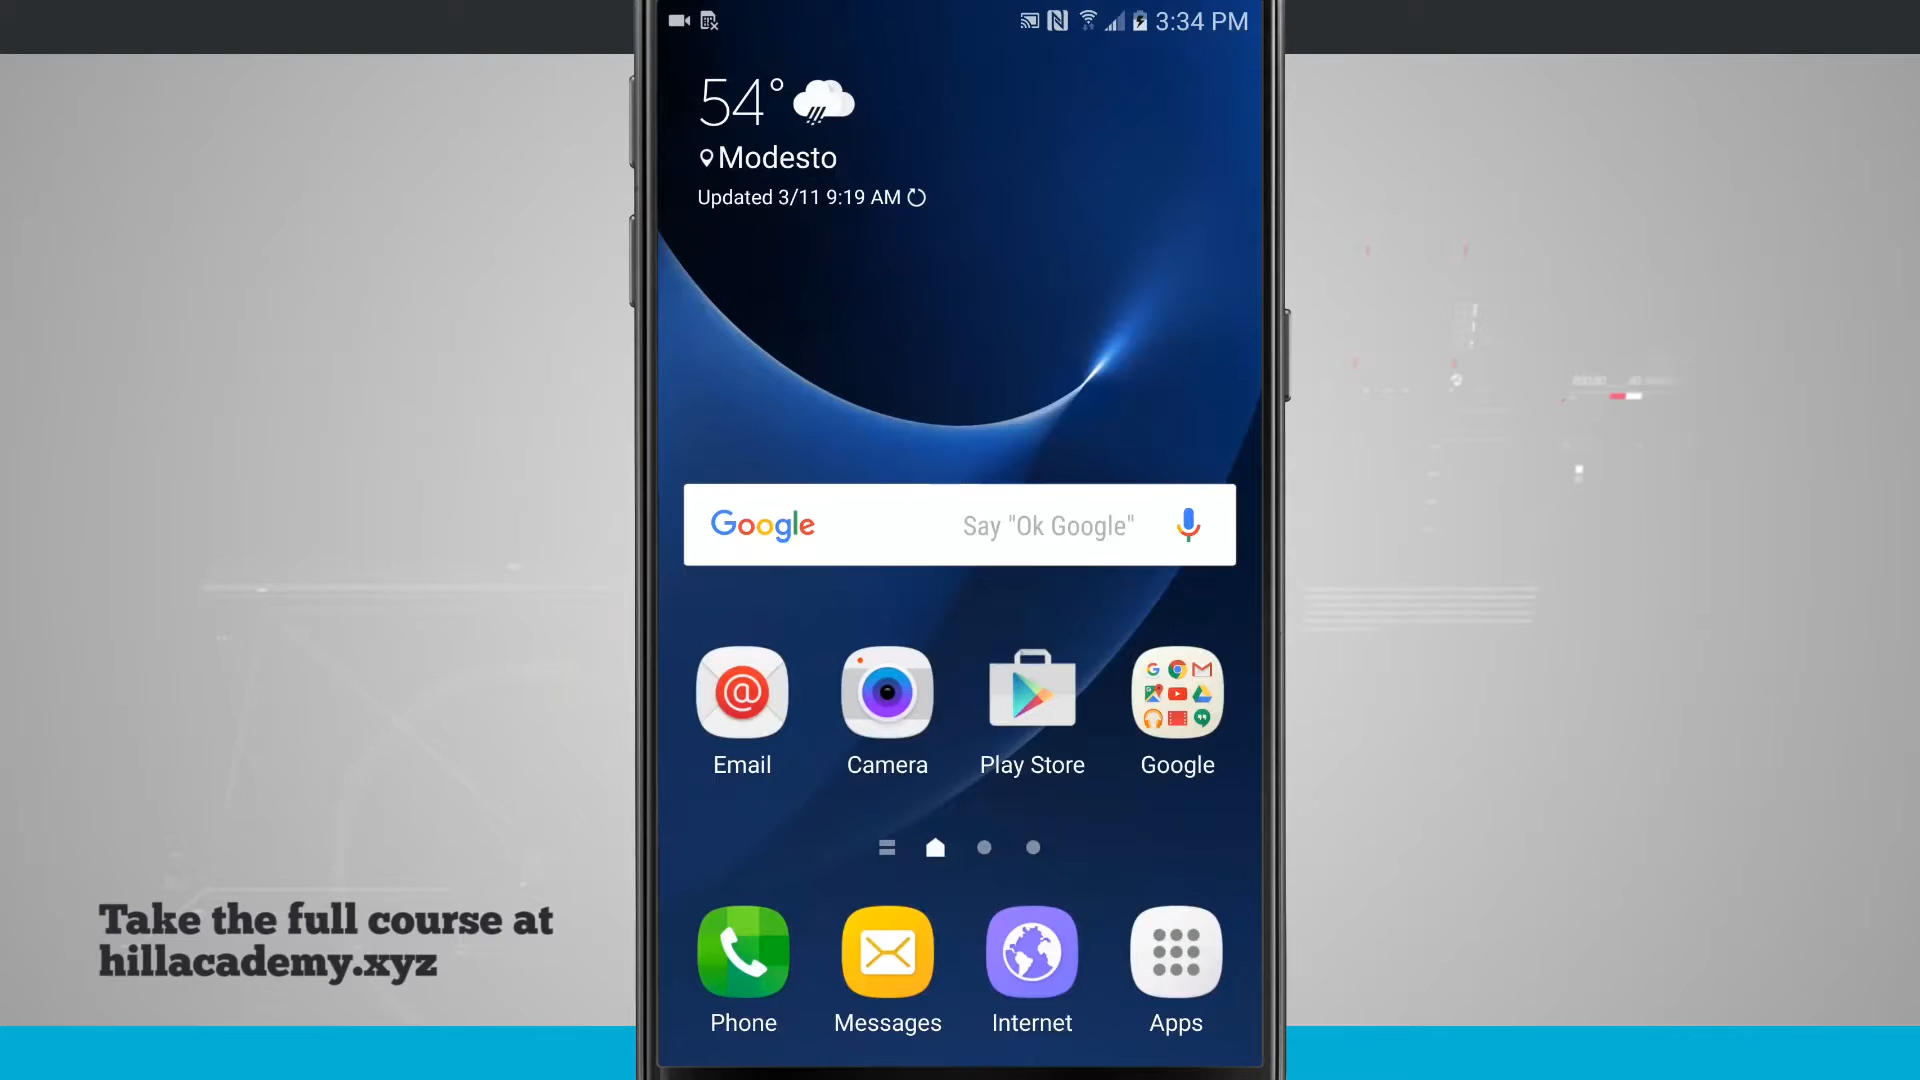 3:34 PM
54°
Modesto
Updated 3/11 9:19 AM
Google Say "Ok Google"
Email Camera Play Store Google
Phone Messages Internet Apps
Take the full course at
hillacademy.xyz